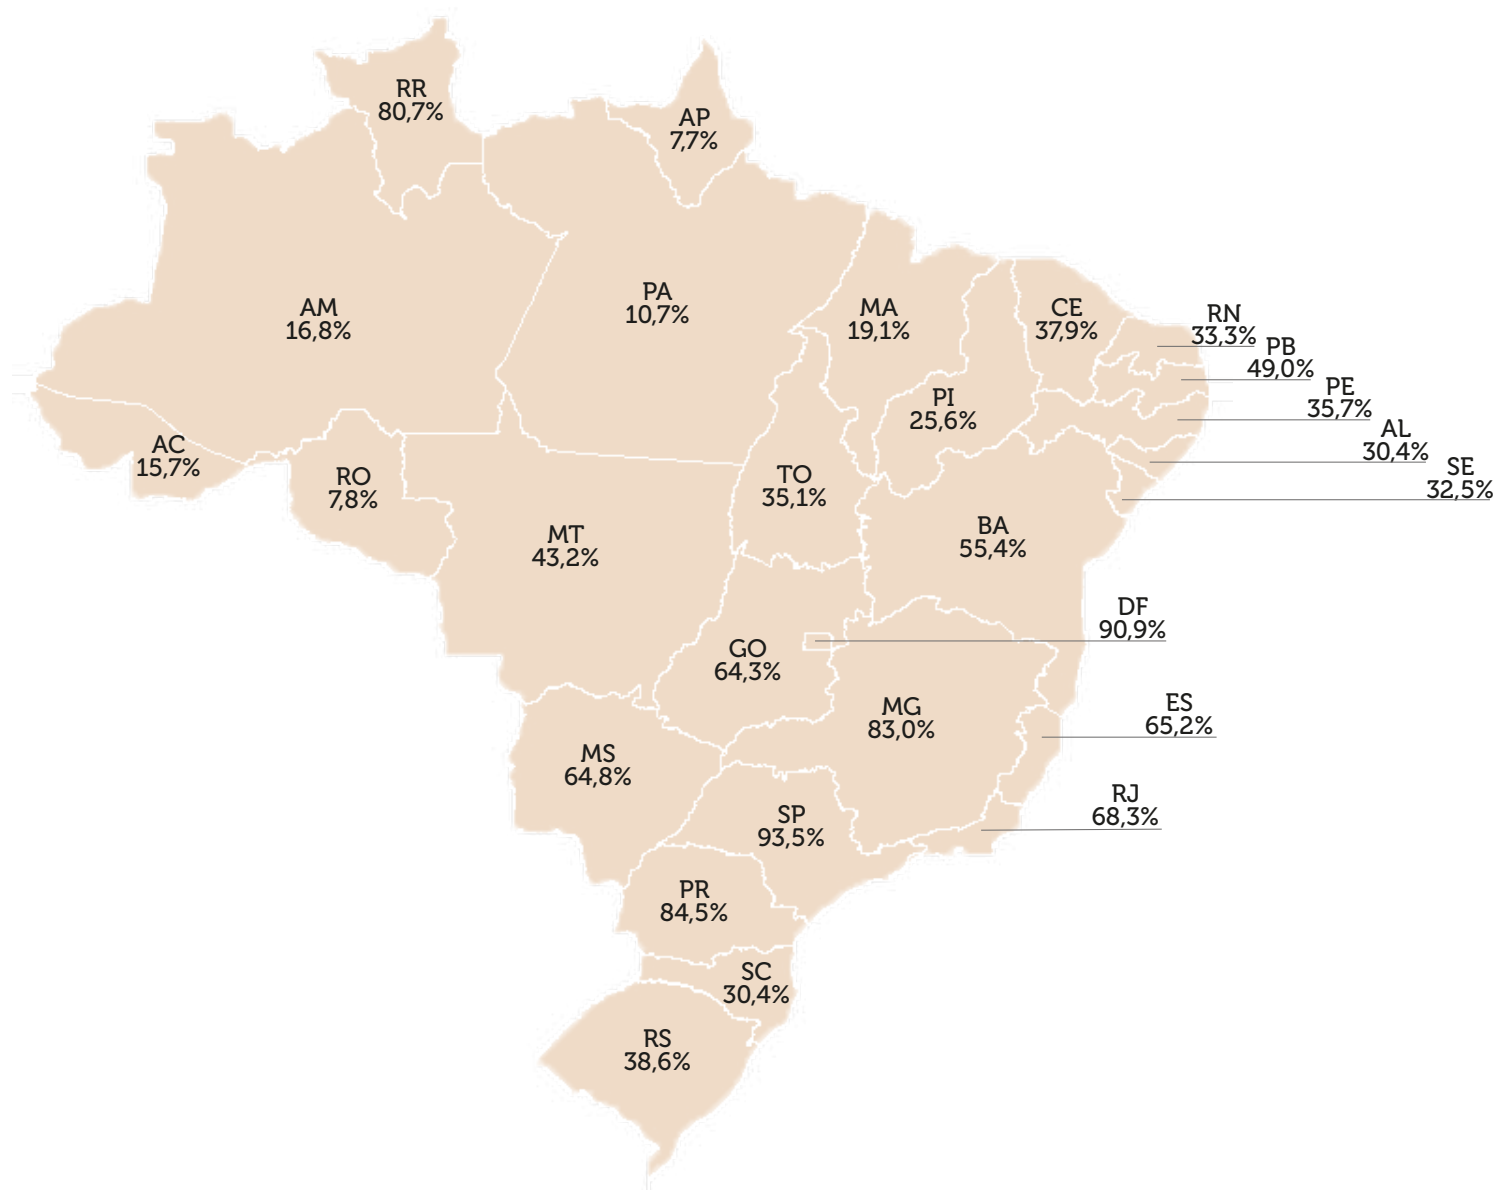 RR
80,7%
AP
7,7%
AM
16,8%
PA
10,7%
MA
19,1%
CE
37,9%
RN
33,3%
PB
49,0%
PE
35,7%
PI
25,6%
AL
30,4%
AC
15,7%
RO
7,8%
TO
35,1%
SE
32,5%
MT
43,2%
BA
55,4%
DF
90,9%
GO
64,3%
MG
83,0%
ES
65,2%
MS
64,8%
SP
93,5%
RJ
68,3%
PR
84,5%
SC
30,4%
RS
38,6%